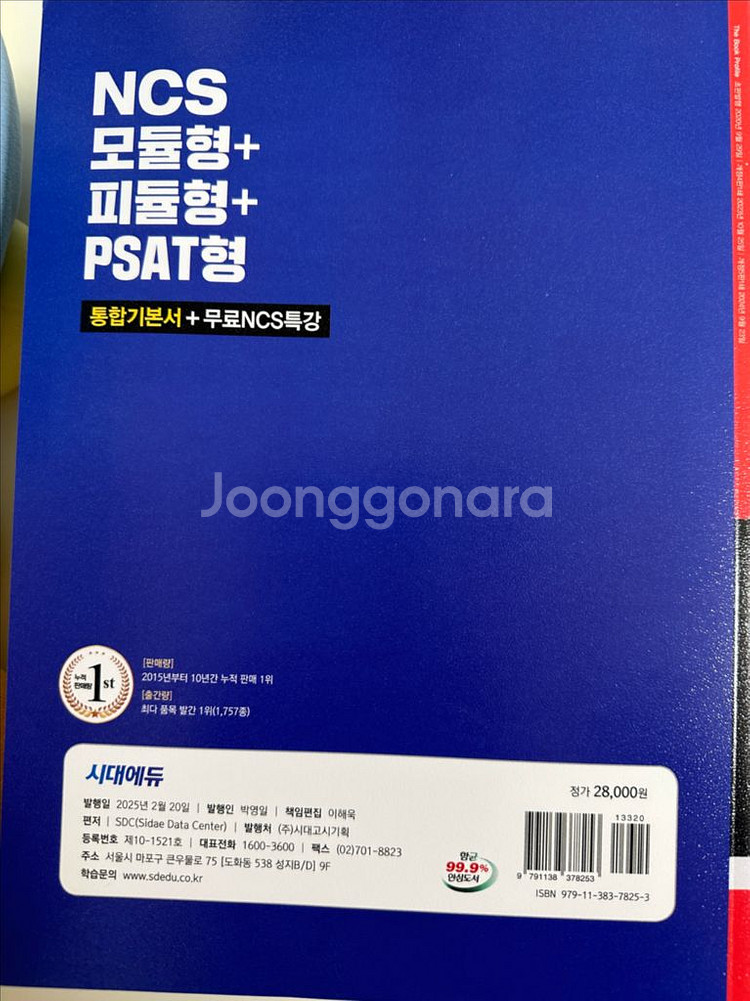 NCS
모듈형+
피듈형+
PSAT형
통합기본서 + 무료NCS특강
The Book Profile
Joonggonara
누적
판매량
1st
[판매량]
2015년부터 10년간 누적 판매 1위
[출간량]
최다 품목 발간 1위(1,757종)
시대에듀
발행일 2025년 2월 20일 | 발행인 박영일 | 책임편집 이해욱
편저 | SDC(Sidae Data Center) | 발행처 (주)시대고시기획
등록번호 제10-1521호 | 대표전화 1600-3600 | 팩스 (02)701-8823
주소 서울시 마포구 큰우물로 75 [도화동 538 성지B/D] 9F
학습문의 www.sdedu.co.kr
항균
99.9%
안심도서
정가 28,000원
13320
9 791138 378253
ISBN 979-11-383-7825-3